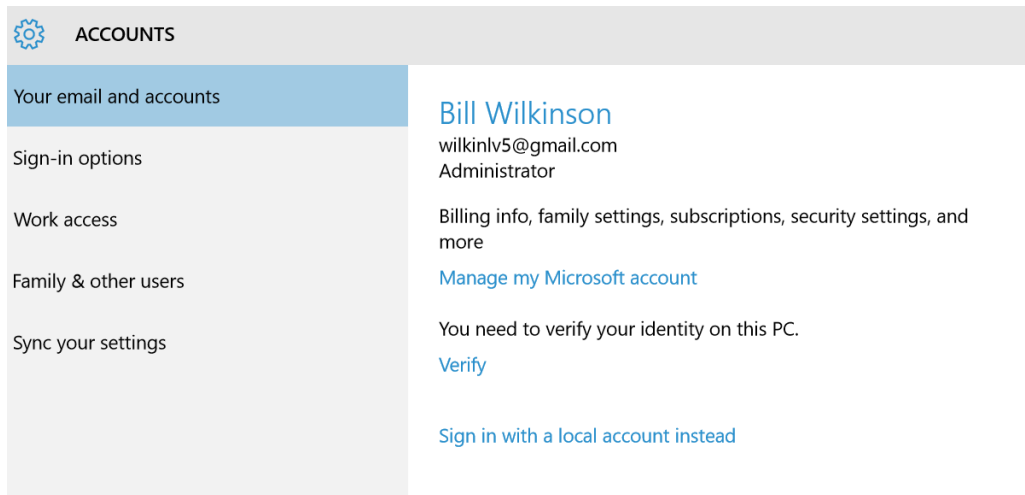 ACCOUNTS
Your email and accounts
Sign-in options
Work access
Family & other users
Sync your settings
Bill Wilkinson
wilkinlv5@gmail.com
Administrator
Billing info, family settings, subscriptions, security settings, and
more
Manage my Microsoft account
You need to verify your identity on this PC.
Verify
Sign in with a local account instead